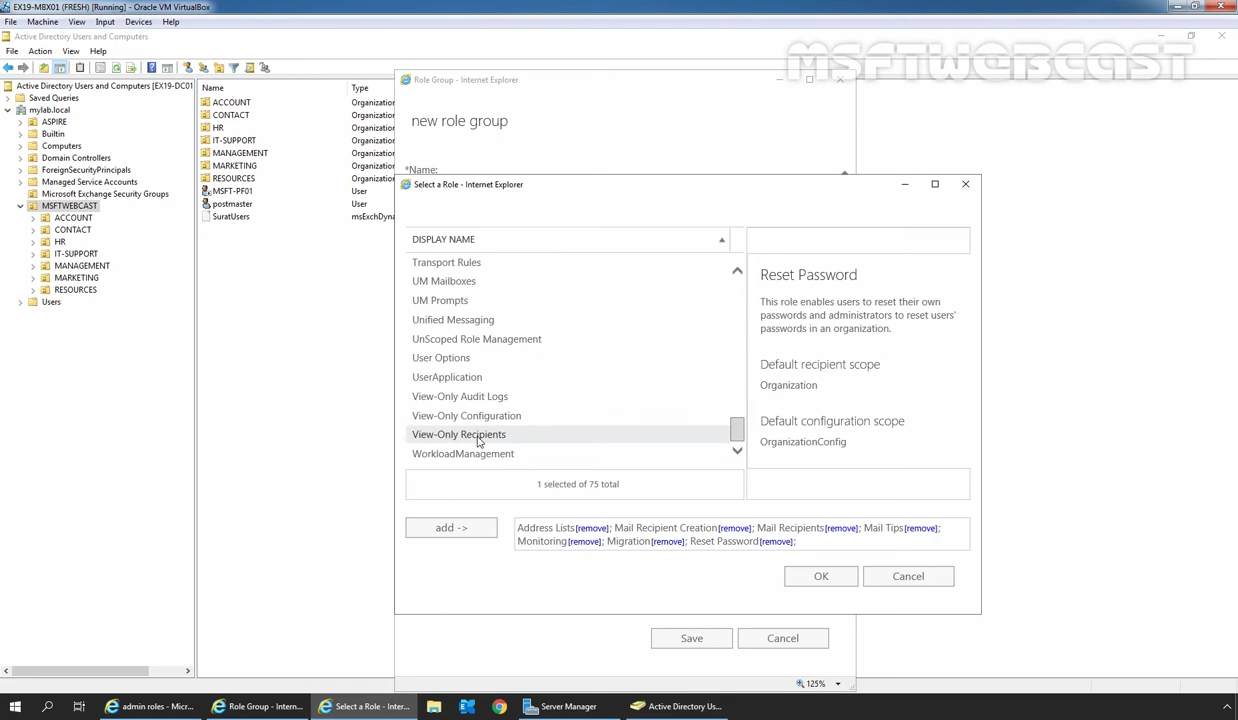 EX19-MBX01 (FRESH) [Running] - Oracle VM VirtualBox
File Machine View Input Devices Help
Active Directory Users and Computers
File Action View Help
MSFTWEBCAST
Active Directory Users and Computers [EX19-DC01
Saved Queries
mylab.local
ASPIRE
Builtin
Computers
Domain Controllers
ForeignSecurityPrincipals
Managed Service Accounts
Microsoft Exchange Security Groups
MSFTWEBCAST
ACCOUNT
CONTACT
HR
IT-SUPPORT
MANAGEMENT
MARKETING
RESOURCES
Users
Name Type
ACCOUNT Organizatio
CONTACT Organizatio
HR Organizatio
IT-SUPPORT Organizatio
MANAGEMENT Organizatio
MARKETING Organizatio
RESOURCES Organizatio
MSFT-PF01 User
postmaster User
SuratUsers msExchDyna
Role Group - Internet Explorer
new role group
*Name:
Select a Role - Internet Explorer
DISPLAY NAME
Transport Rules
UM Mailboxes
UM Prompts
Unified Messaging
UnScoped Role Management
User Options
UserApplication
View-Only Audit Logs
View-Only Configuration
View-Only Recipients
WorkloadManagement
1 selected of 75 total
Reset Password
This role enables users to reset their own
passwords and administrators to reset users'
passwords in an organization.
Default recipient scope
Organization
Default configuration scope
OrganizationConfig
add ->
Address Lists[remove]; Mail Recipient Creation[remove]; Mail Recipients[remove]; Mail Tips[remove];
Monitoring[remove]; Migration[remove]; Reset Password[remove];
OK Cancel
Save Cancel
125%
admin roles - Micr... Role Group - Intern... Select a Role - Inter... Server Manager Active Directory Us...